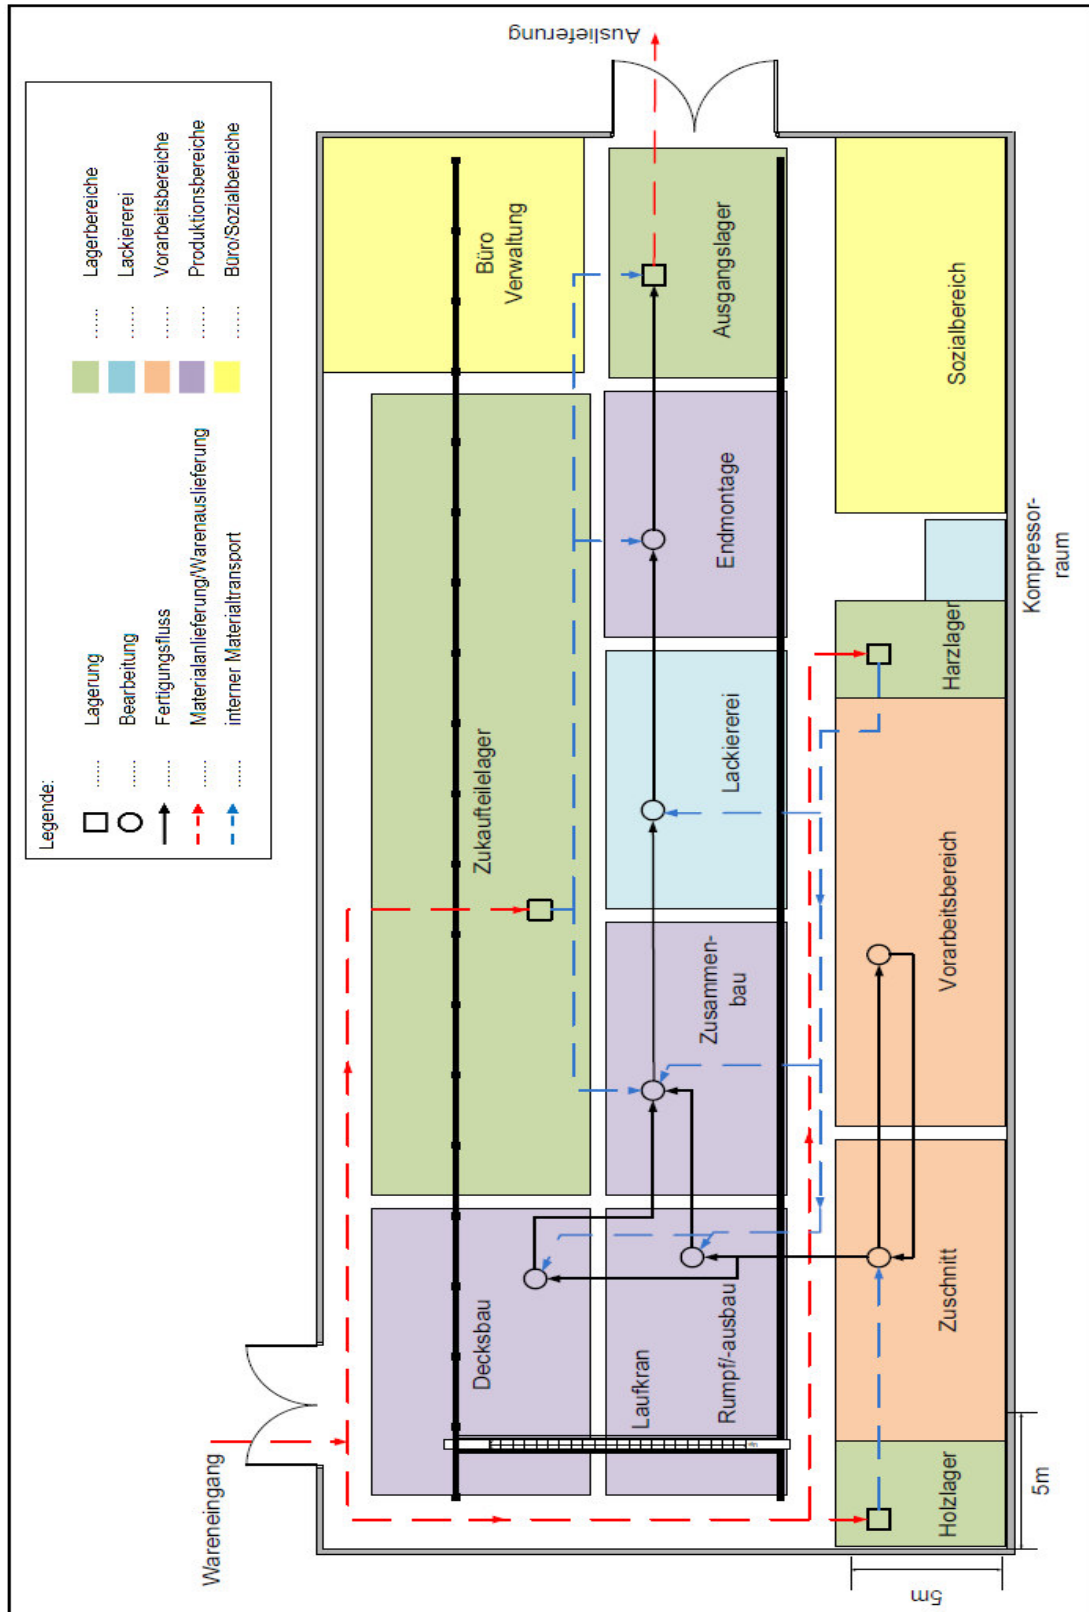 Auslieferung
Legende:
...... Lagerung
...... Bearbeitung
...... Fertigungsfluss
...... Materialanlieferung/Warenauslieferung
...... interner Materialtransport
...... Lagerbereiche
...... Lackiererei
...... Vorarbeitsbereiche
...... Produktionsbereiche
...... Büro/Sozialbereiche
Büro
Verwaltung
Ausgangslager
Sozialbereich
Zukaufteilelager
Endmontage
Kompressor-
raum
Harzlager
Lackiererei
Zusammen-
bau
Vorarbeitsbereich
Decksbau
Laufkran
Rumpf/-ausbau
Zuschnitt
Wareneingang
Holzlager
5m
5m